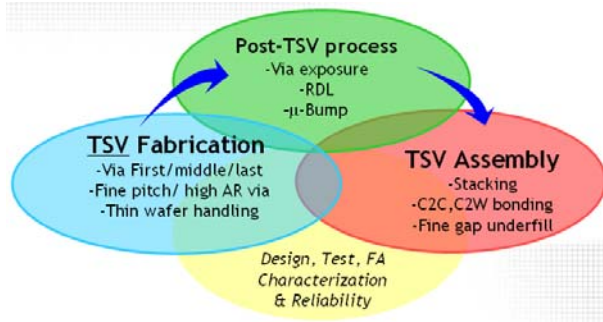 Post-TSV process
-Via exposure
-RDL
-μ-Bump
TSV Fabrication
-Via First/middle/last
-Fine pitch/ high AR via
-Thin wafer handling
TSV Assembly
-Stacking
-C2C,C2W bonding
-Fine gap underfill
Design, Test, FA
Characterization
& Reliability